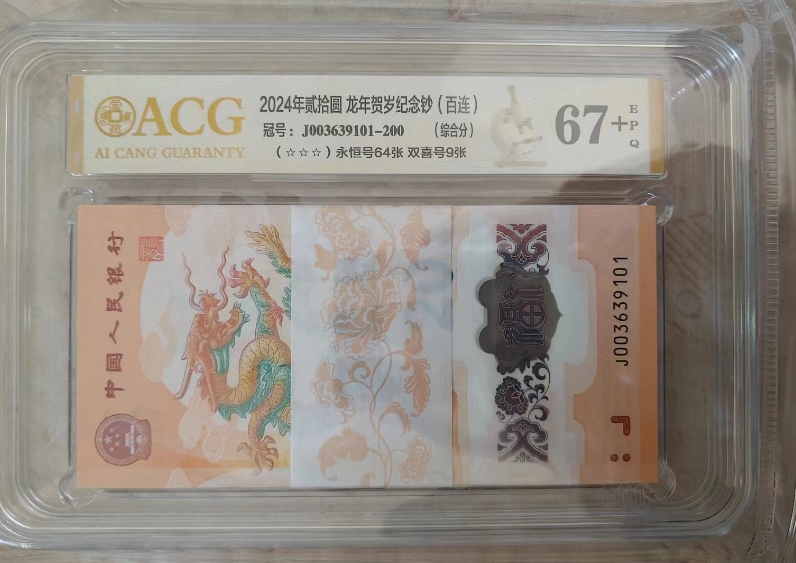 ACG
AI CANG GUARANTY
2024年贰拾圆 龙年贺岁纪念钞（百连）
冠号：J003639101-200 （综合分）
（☆☆☆）永恒号64张 双喜号9张
67+
EPQ
中国人民银行
J003639101